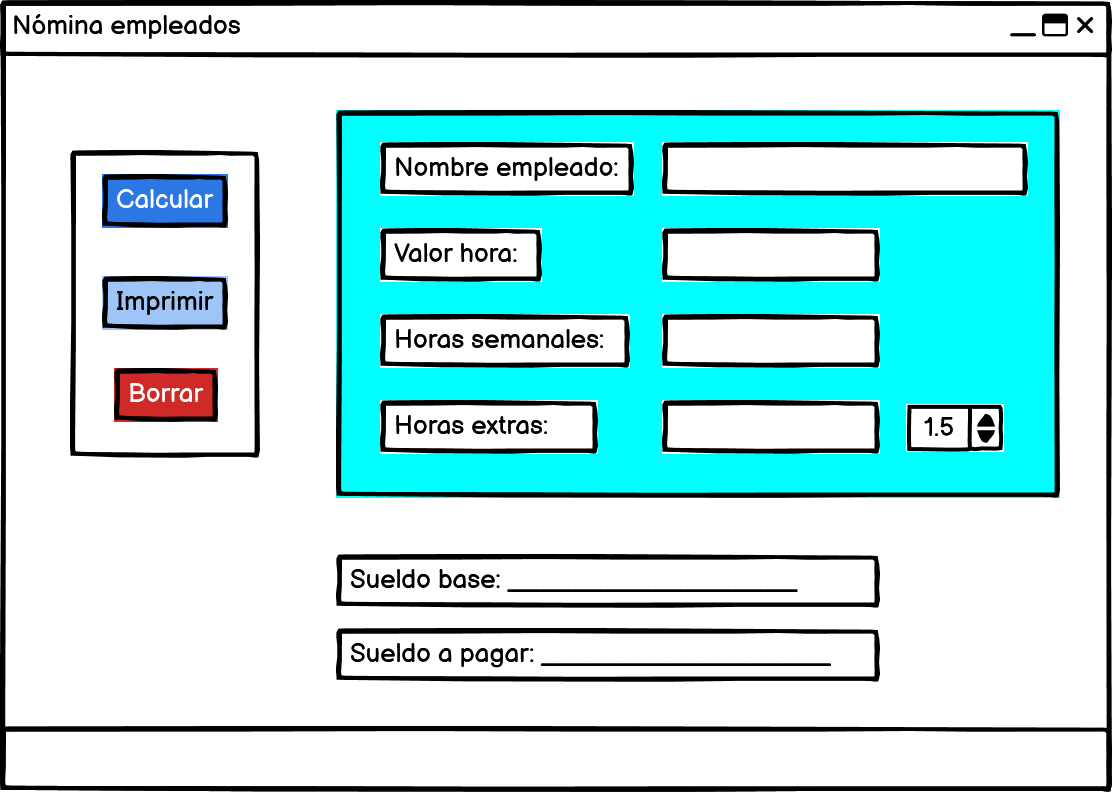 Nómina empleados
Calcular
Imprimir
Borrar
Nombre empleado:
Valor hora:
Horas semanales:
Horas extras:
1.5
Sueldo base: ______________________
Sueldo a pagar: ______________________